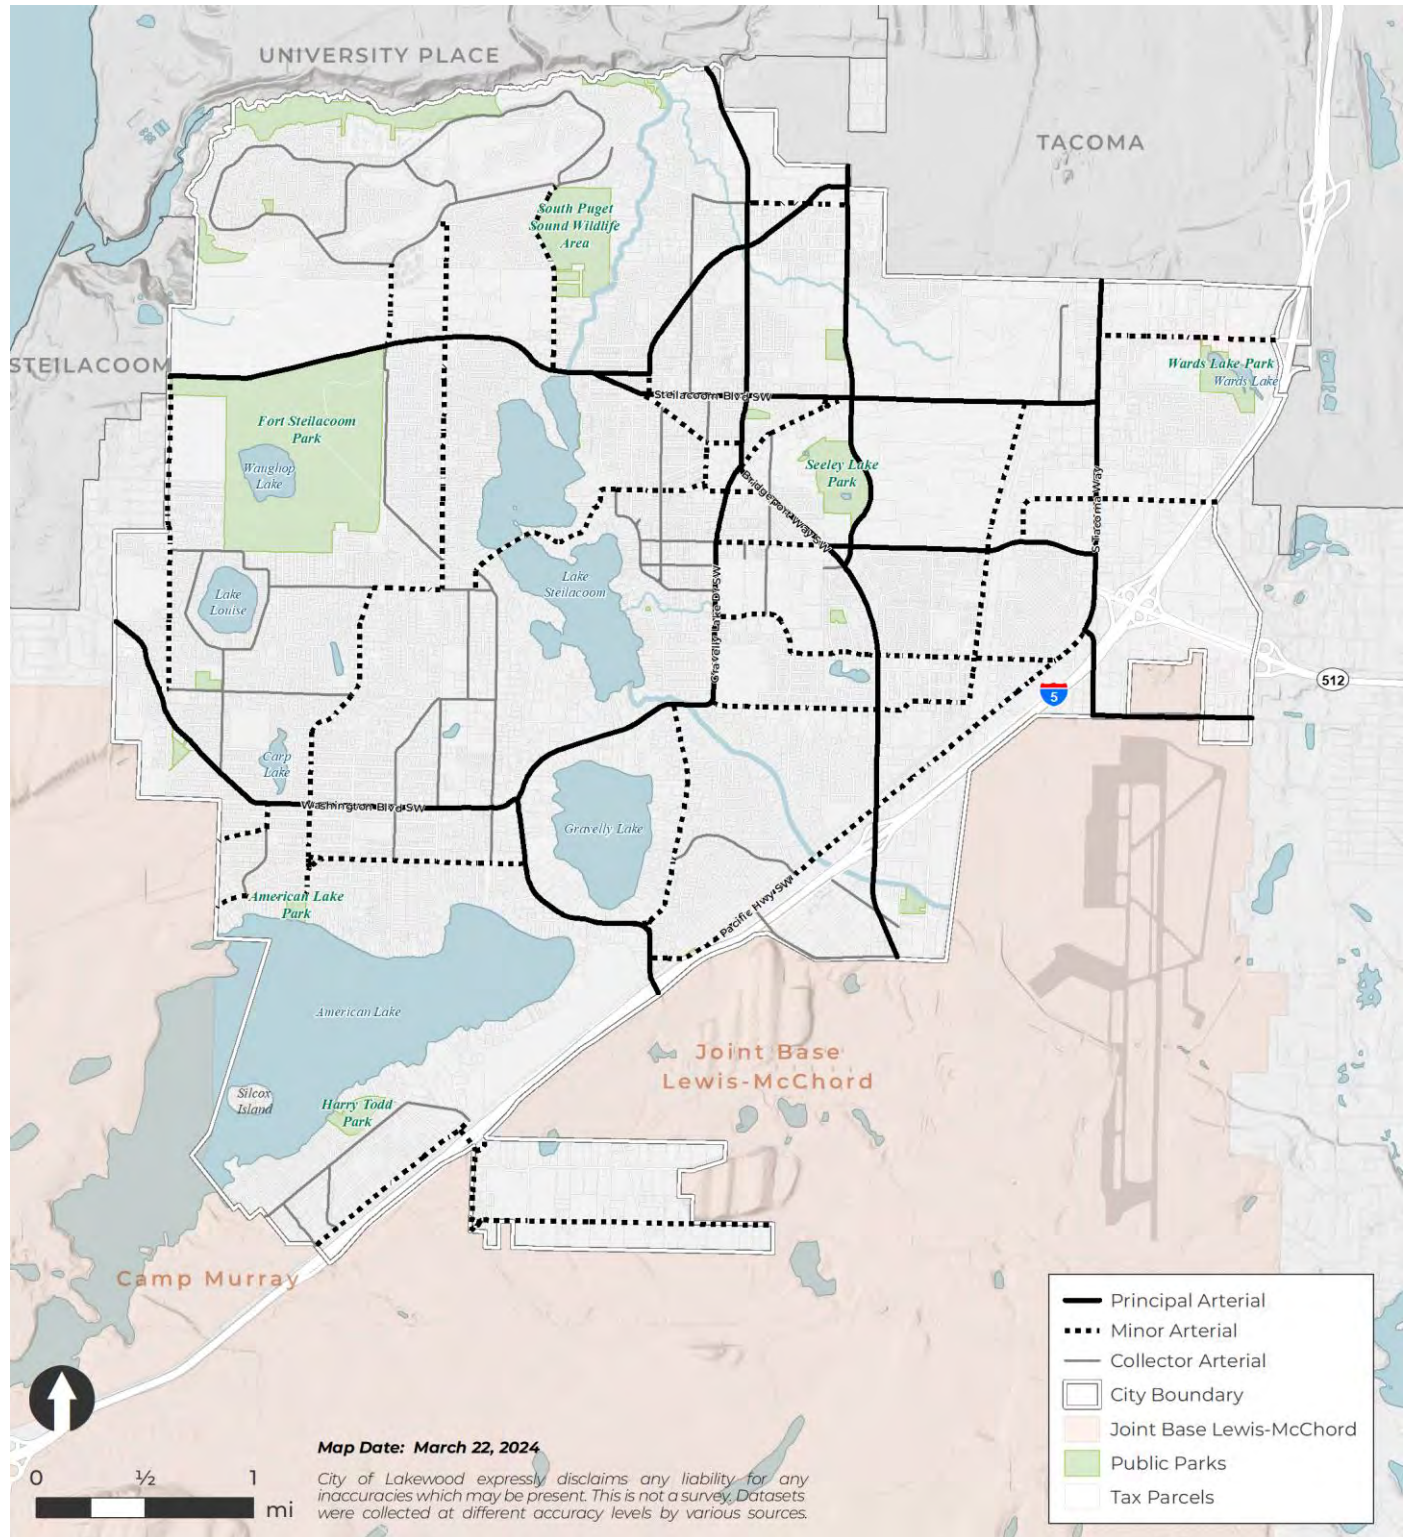 UNIVERSITY PLACE
TACOMA
South Puget
Sound Wildlife
Area
STEILACOOM
Wards Lake Park
Wards Lake
Steilacoom Blvd SW
Fort Steilacoom
Park
Waughop
Lake
Seeley Lake
Park
Bridgeport Way SW
S Tacoma Way
Lake
Louise
Lake
Steilacoom
Gravelly Lake Dr SW
512
5
Carp
Lake
Washington Blvd SW
Gravelly Lake
American Lake
Park
Pacific Hwy SW
American Lake
Joint Base
Lewis-McChord
Silcox
Island
Harry Todd
Park
Camp Murray
Principal Arterial
Minor Arterial
Collector Arterial
City Boundary
Joint Base Lewis-McChord
Public Parks
Tax Parcels
Map Date: March 22, 2024
0 ½ 1
mi
City of Lakewood expressly disclaims any liability for any
inaccuracies which may be present. This is not a survey. Datasets
were collected at different accuracy levels by various sources.